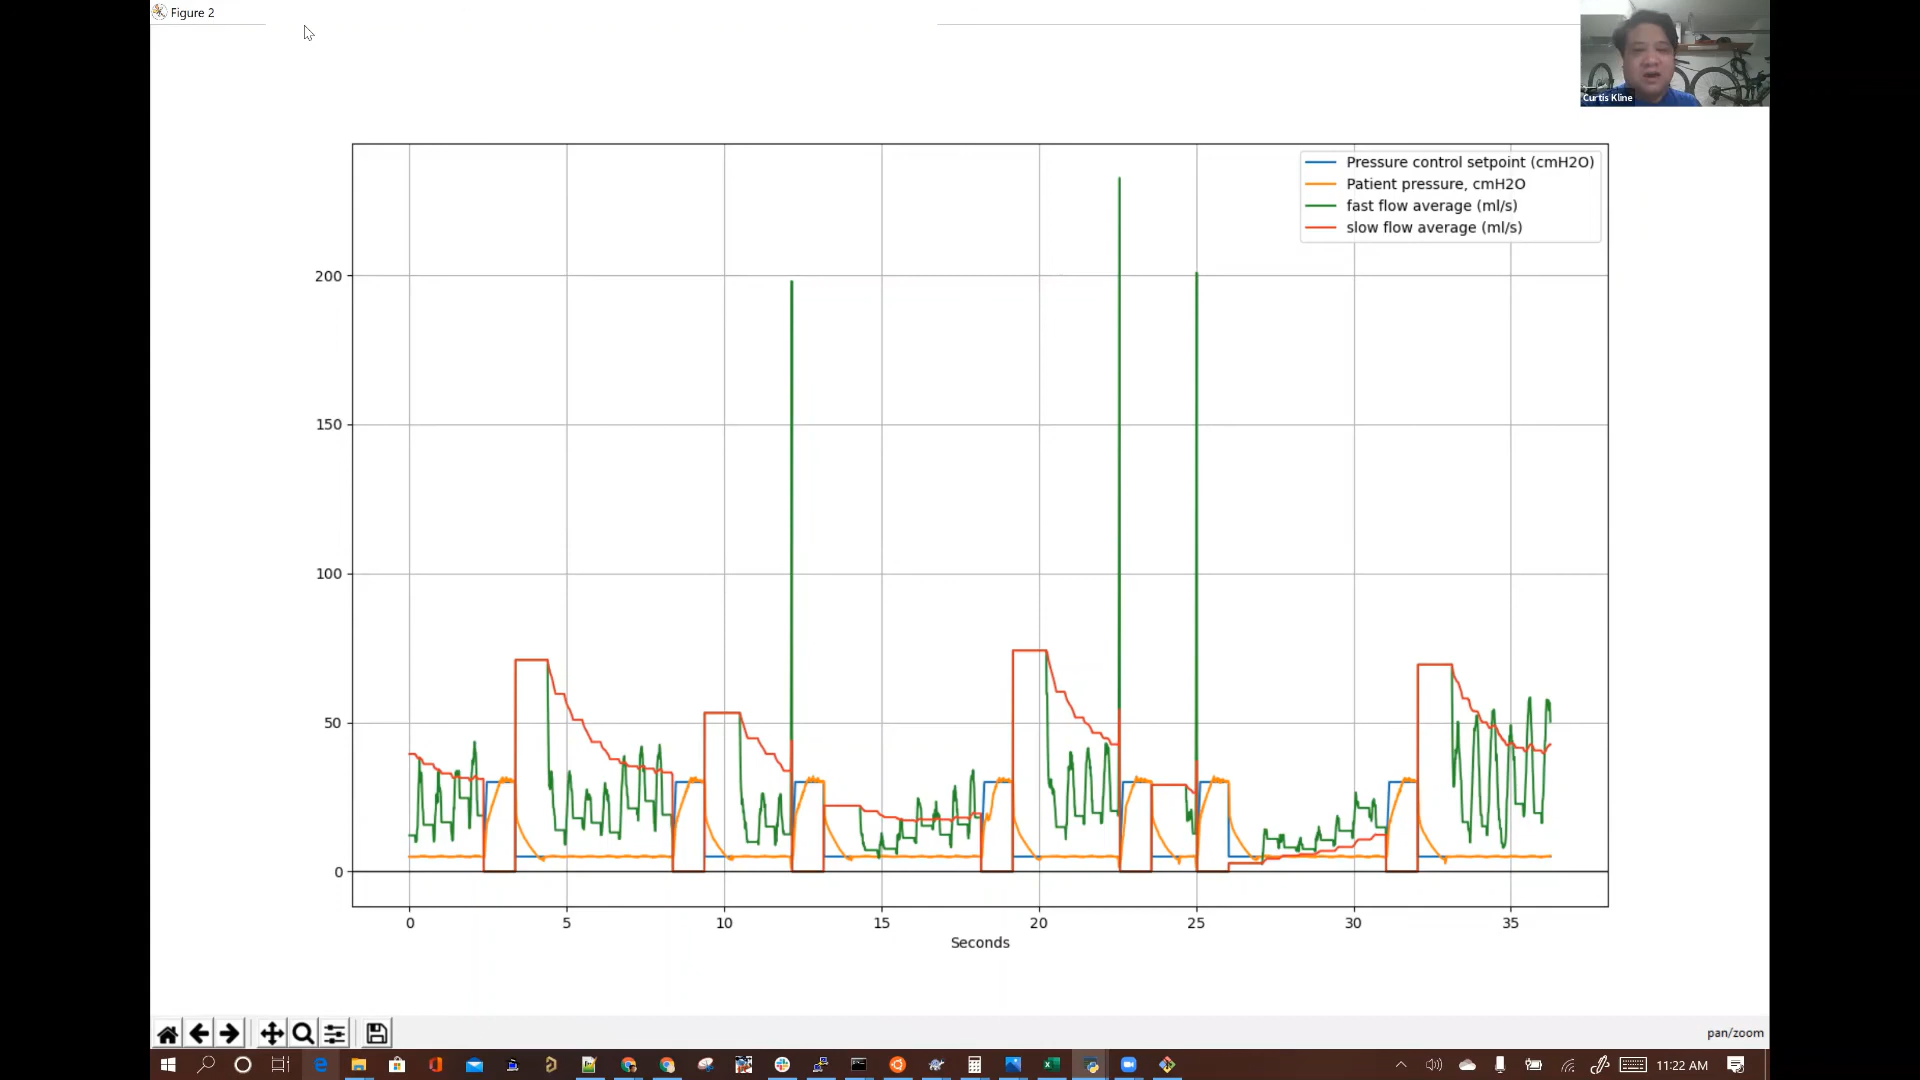 Figure 2
Curtis Kline
Pressure control setpoint (cmH2O)
Patient pressure, cmH2O
fast flow average (ml/s)
slow flow average (ml/s)
200
150
100
50
0
0 5 10 15 20 25 30 35
Seconds
pan/zoom
11:22 AM